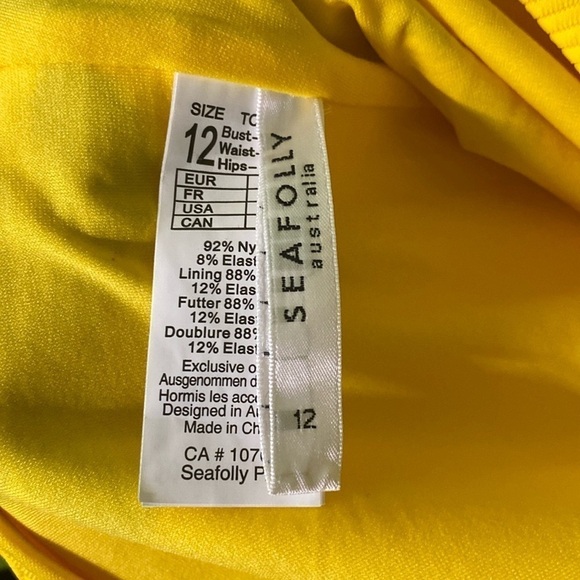 SIZE
12
Bust-
Waist-
Hips-
EUR
FR
USA
CAN
92% Ny
8% Elast
Lining 88%
12% Elas
Futter 88%
12% Elas
Doublure 88%
12% Elas
Exclusive o
Ausgenommen d
Hormis les acc
Designed in Au
Made in Ch
CA # 107
Seafolly P
SEAFOLLY
australia
12